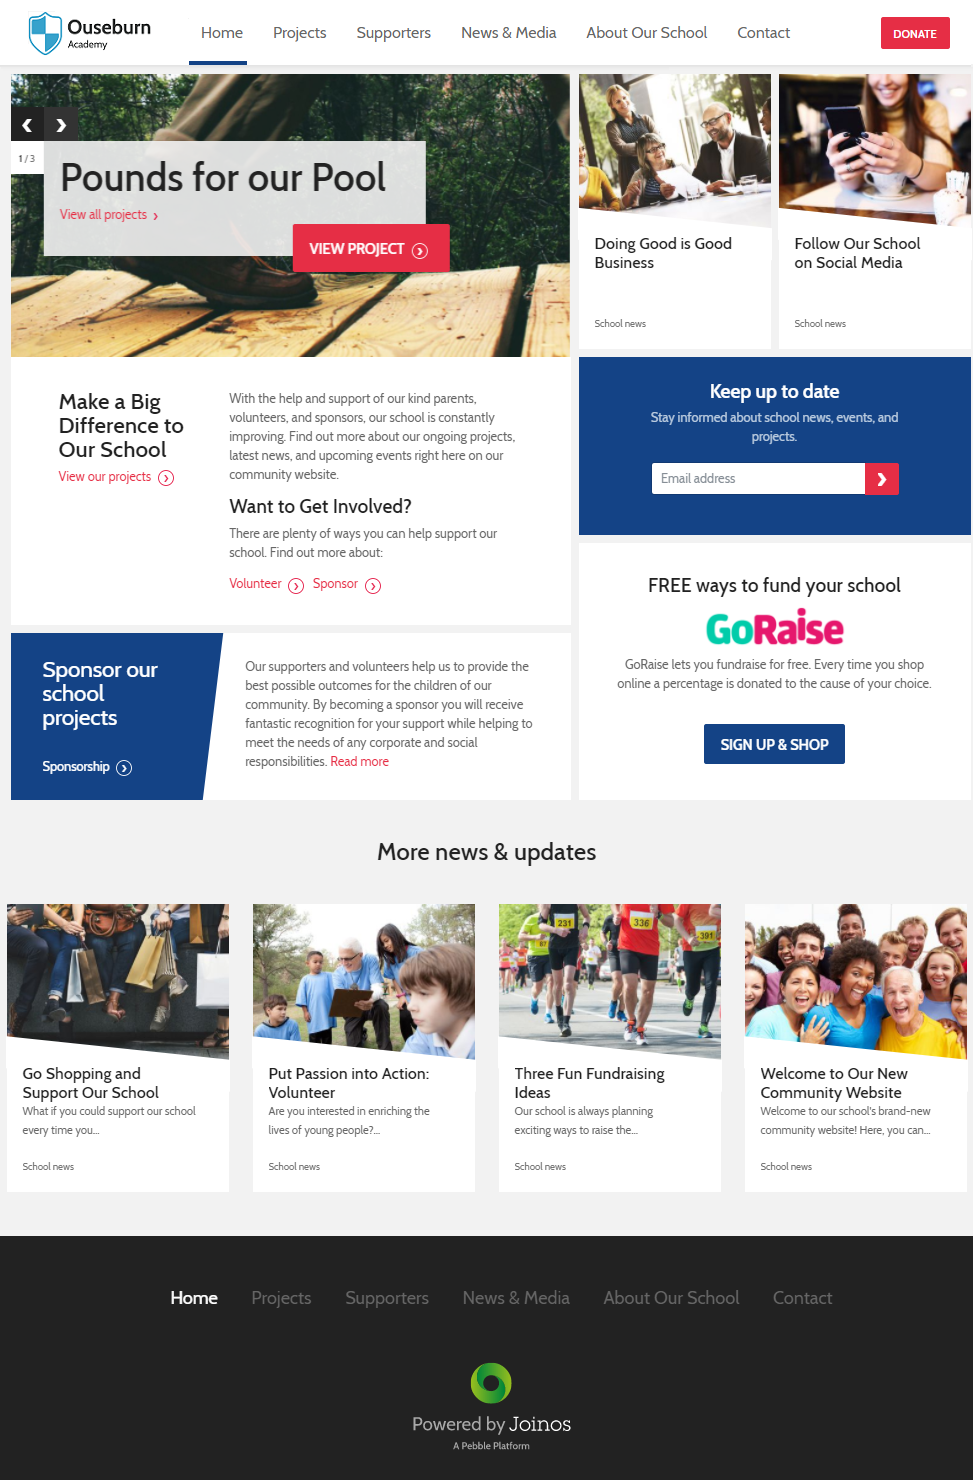 Ouseburn
Academy
Home Projects Supporters News & Media About Our School Contact
DONATE
1 / 3
Pounds for our Pool
View all projects
VIEW PROJECT
Doing Good is Good
Business
School news
Follow Our School
on Social Media
School news
Make a Big
Difference to
Our School
View our projects
With the help and support of our kind parents,
volunteers, and sponsors, our school is constantly
improving. Find out more about our ongoing projects,
latest news, and upcoming events right here on our
community website.
Want to Get Involved?
There are plenty of ways you can help support our
school. Find out more about:
Volunteer Sponsor
Keep up to date
Stay informed about school news, events, and
projects.
Email address
FREE ways to fund your school
GoRaise
GoRaise lets you fundraise for free. Every time you shop
online a percentage is donated to the cause of your choice.
SIGN UP & SHOP
Sponsor our
school
projects
Sponsorship
Our supporters and volunteers help us to provide the
best possible outcomes for the children of our
community. By becoming a sponsor you will receive
fantastic recognition for your support while helping to
meet the needs of any corporate and social
responsibilities. Read more
More news & updates
Go Shopping and
Support Our School
What if you could support our school
every time you...
School news
Put Passion into Action:
Volunteer
Are you interested in enriching the
lives of young people?...
School news
67
231
336
391
Three Fun Fundraising
Ideas
Our school is always planning
exciting ways to raise the...
School news
Welcome to Our New
Community Website
Welcome to our school's brand-new
community website! Here, you can...
School news
Home Projects Supporters News & Media About Our School Contact
Powered by Joinos
A Pebble Platform